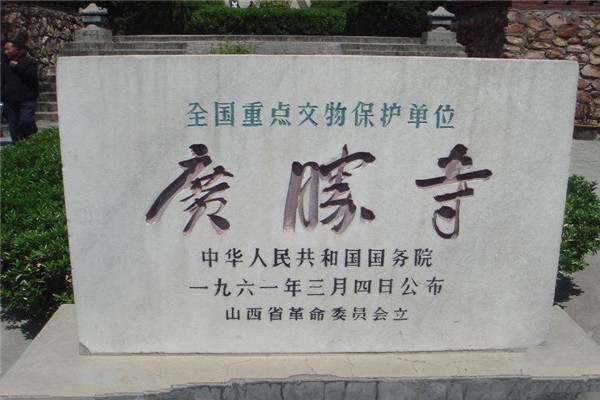 全国重点文物保护单位
廣勝寺
中华人民共和国国务院
一九六一年三月四日公布
山西省革命委员会立